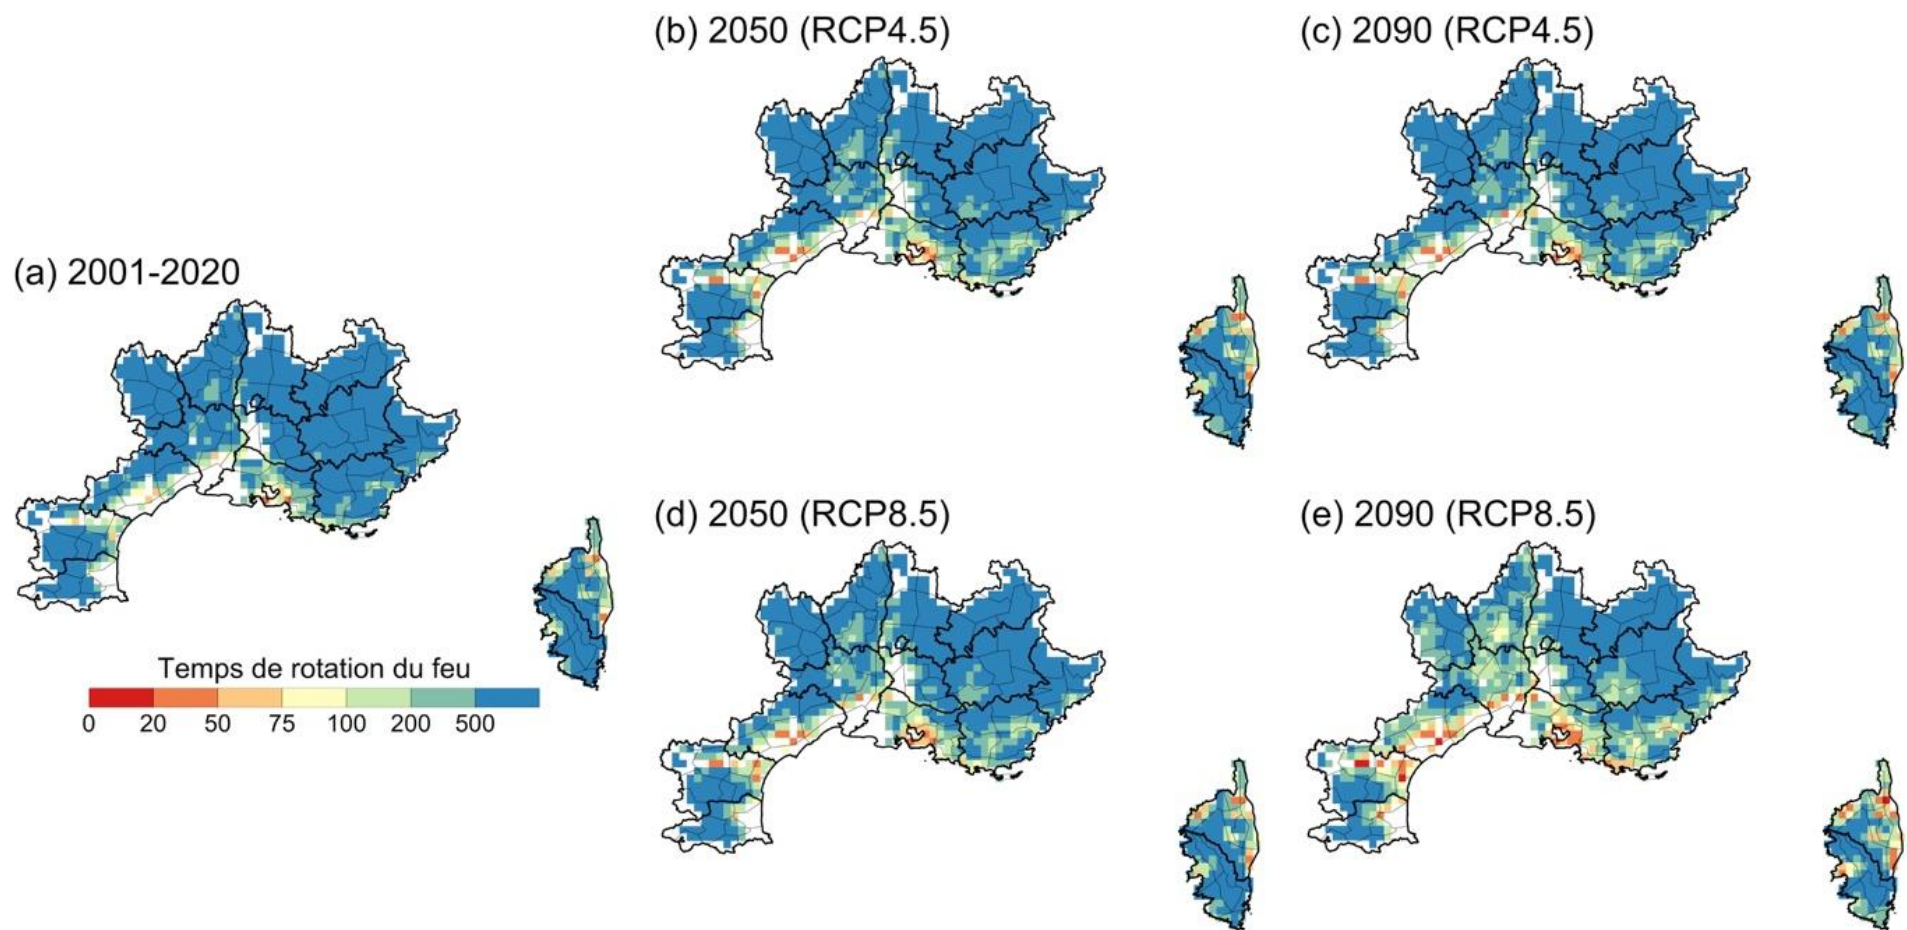 (b) 2050 (RCP4.5)
(c) 2090 (RCP4.5)
(a) 2001-2020
(d) 2050 (RCP8.5)
(e) 2090 (RCP8.5)
Temps de rotation du feu
0 20 50 75 100 200 500